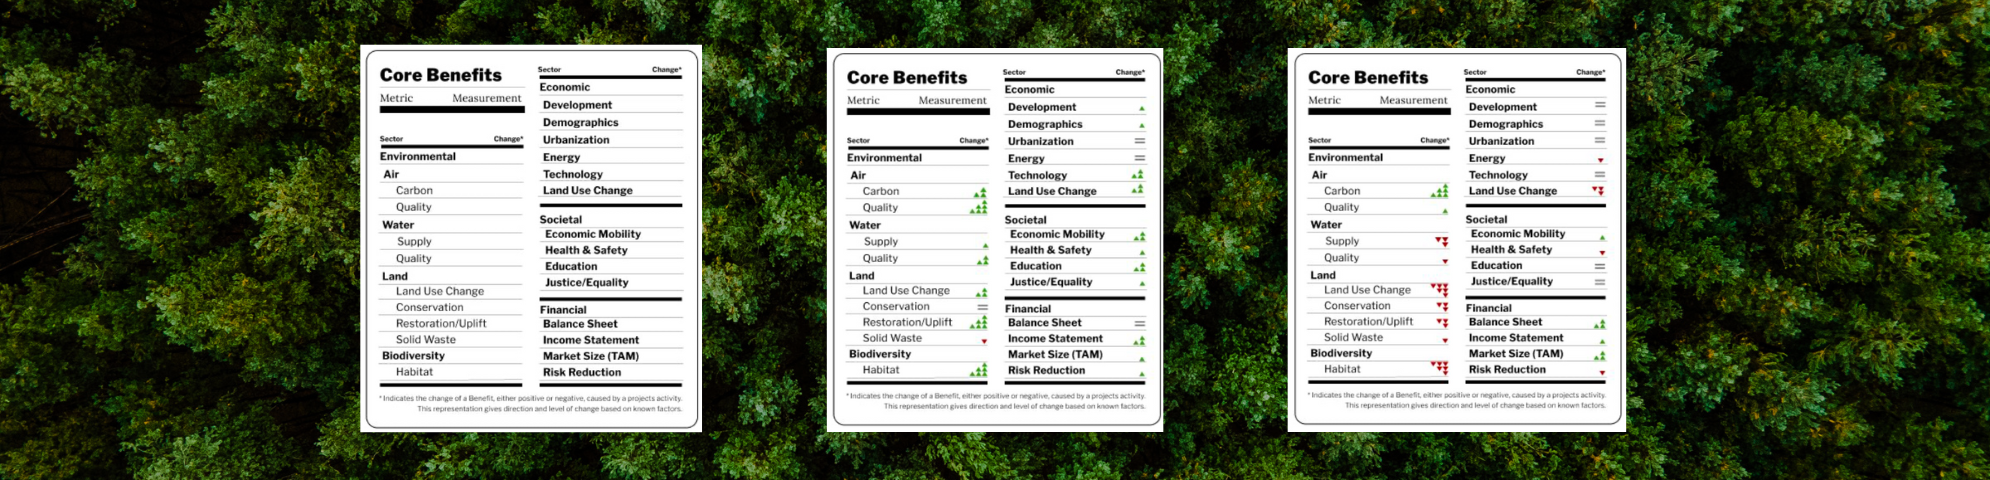 Core Benefits
Metric Measurement
Sector Change*
Environmental
Air
Carbon
Quality
Water
Supply
Quality
Land
Land Use Change
Conservation
Restoration/Uplift
Solid Waste
Biodiversity
Habitat
Sector Change*
Economic
Development
Demographics
Urbanization
Energy
Technology
Land Use Change
Societal
Economic Mobility
Health & Safety
Education
Justice/Equality
Financial
Balance Sheet
Income Statement
Market Size (TAM)
Risk Reduction
*Indicates the change of a Benefit, either positive or negative, caused by a projects activity.
This representation gives direction and level of change based on known factors.
Core Benefits
Metric Measurement
Sector Change*
Environmental
Air
Carbon
Quality
Water
Supply
Quality
Land
Land Use Change
Conservation
Restoration/Uplift
Solid Waste
Biodiversity
Habitat
Sector Change*
Economic
Development
Demographics
Urbanization
Energy
Technology
Land Use Change
Societal
Economic Mobility
Health & Safety
Education
Justice/Equality
Financial
Balance Sheet
Income Statement
Market Size (TAM)
Risk Reduction
*Indicates the change of a Benefit, either positive or negative, caused by a projects activity.
This representation gives direction and level of change based on known factors.
Core Benefits
Metric Measurement
Sector Change*
Environmental
Air
Carbon
Quality
Water
Supply
Quality
Land
Land Use Change
Conservation
Restoration/Uplift
Solid Waste
Biodiversity
Habitat
Sector Change*
Economic
Development
Demographics
Urbanization
Energy
Technology
Land Use Change
Societal
Economic Mobility
Health & Safety
Education
Justice/Equality
Financial
Balance Sheet
Income Statement
Market Size (TAM)
Risk Reduction
*Indicates the change of a Benefit, either positive or negative, caused by a projects activity.
This representation gives direction and level of change based on known factors.